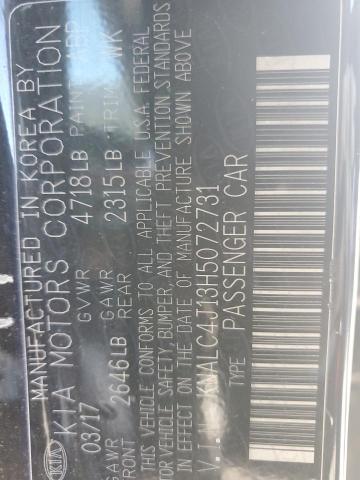 MANUFACTURED IN KOREA BY
KIA MOTORS CORPORATION
03/17 GVWR 4718LB PAINT ABP
GAWR FRONT 2646LB GAWR REAR 2315LB TRIM WK
THIS VEHICLE CONFORMS TO ALL APPLICABLE U.S.A. FEDERAL
MOTOR VEHICLE SAFETY, BUMPER, AND THEFT PREVENTION STANDARDS
IN EFFECT ON THE DATE OF MANUFACTURE SHOWN ABOVE
V.I.N KNALC4J13H5072731
TYPE: PASSENGER CAR
KIA